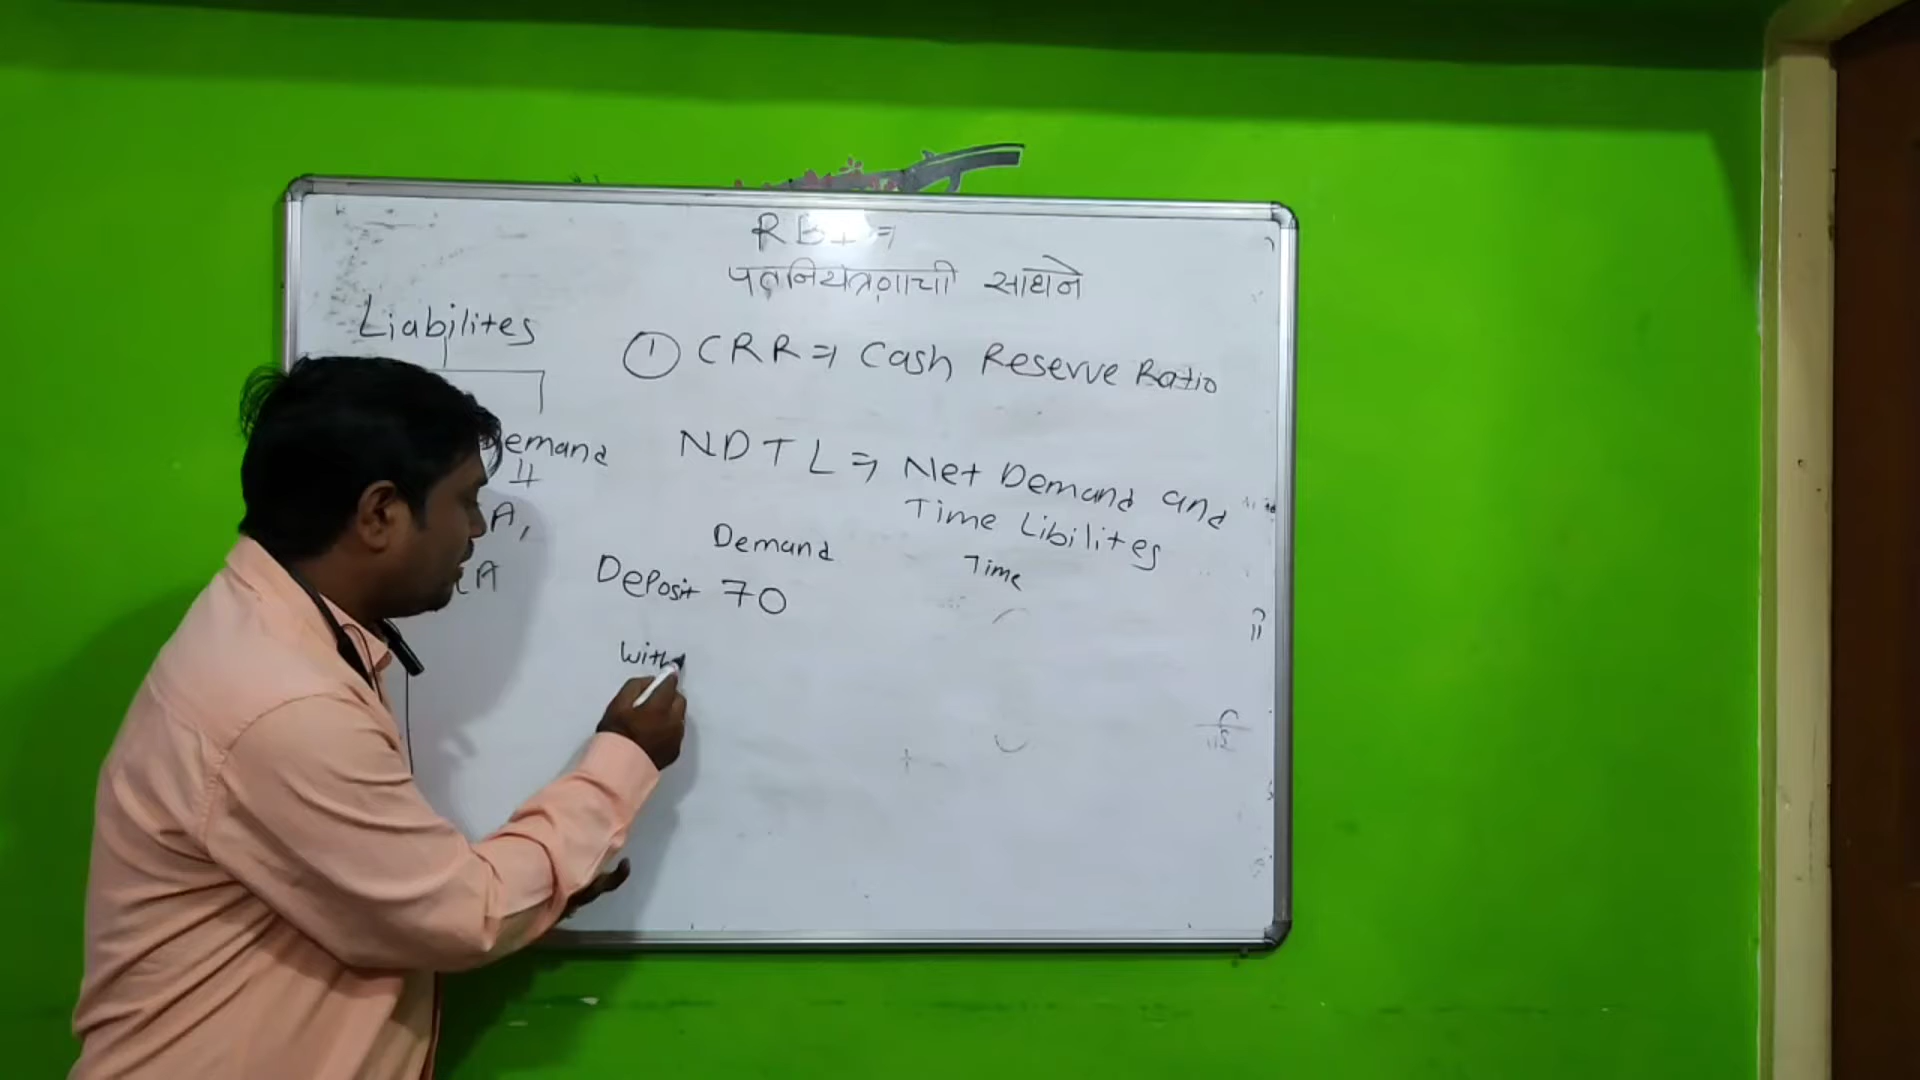 RBI ⇒
पतनियंत्रणाची साधने
Liabilites
① CRR ⇒ Cash Reserve Ratio
Demand
A,
A
NDTL ⇒ Net Demand and
Time Libilites
Demand
Time
Deposit 70
With